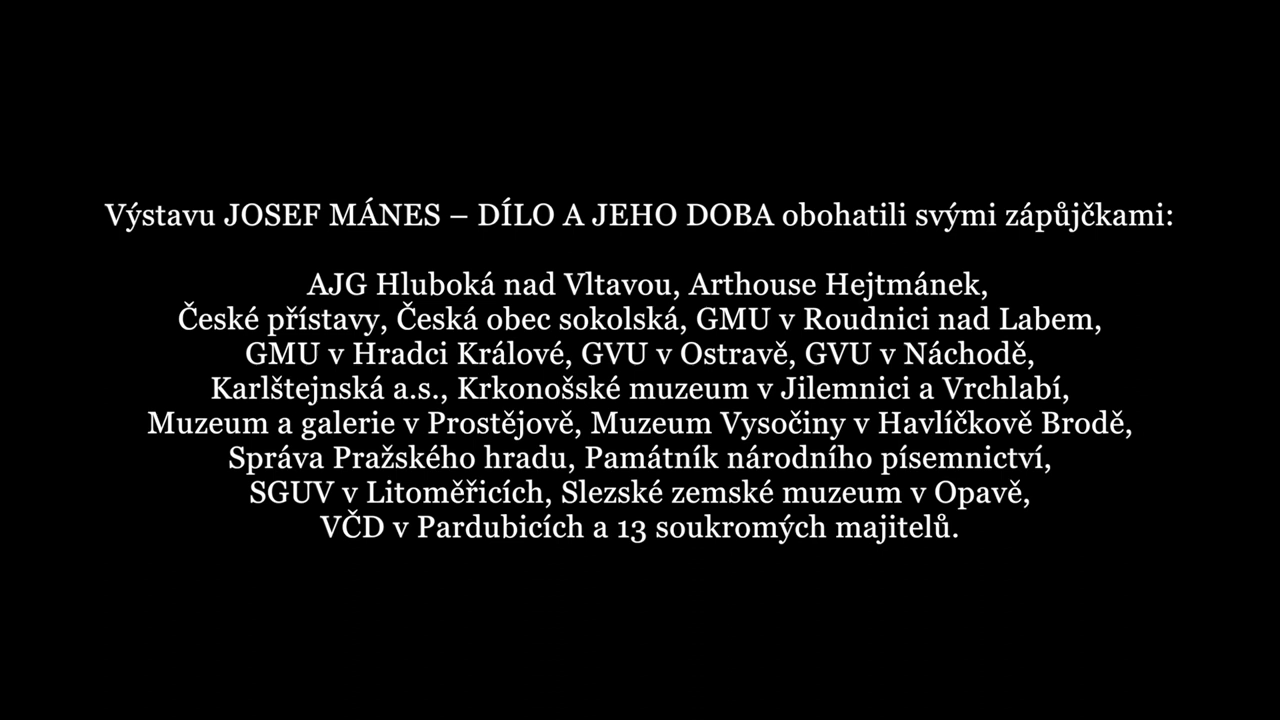 Výstavu JOSEF MÁNES – DÍLO A JEHO DOBA obohatili svými zápůjčkami:
AJG Hluboká nad Vltavou, Arthouse Hejtmánek,
České přístavy, Česká obec sokolská, GMU v Roudnici nad Labem,
GMU v Hradci Králové, GVU v Ostravě, GVU v Náchodě,
Karlštejnská a.s., Krkonošské muzeum v Jilemnici a Vrchlabí,
Muzeum a galerie v Prostějově, Muzeum Vysočiny v Havlíčkově Brodě,
Správa Pražského hradu, Památník národního písemnictví,
SGUV v Litoměřicích, Slezské zemské muzeum v Opavě,
VČD v Pardubicích a 13 soukromých majitelů.